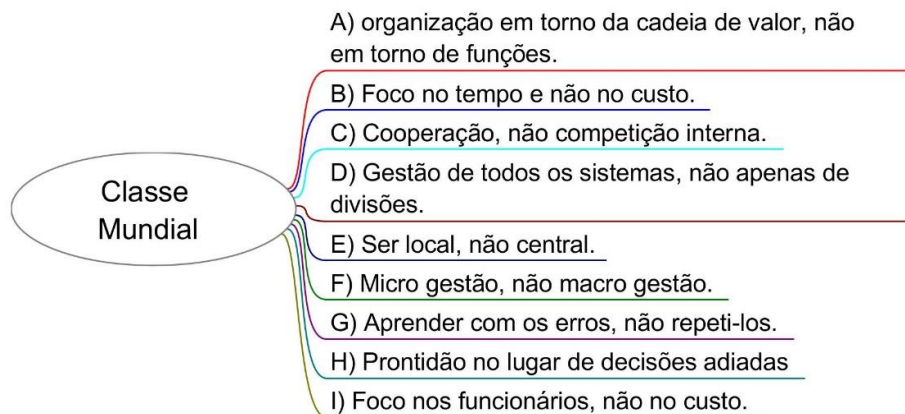 Classe
Mundial
A) organização em torno da cadeia de valor, não
em torno de funções.
B) Foco no tempo e não no custo.
C) Cooperação, não competição interna.
D) Gestão de todos os sistemas, não apenas de
divisões.
E) Ser local, não central.
F) Micro gestão, não macro gestão.
G) Aprender com os erros, não repeti-los.
H) Prontidão no lugar de decisões adiadas
I) Foco nos funcionários, não no custo.